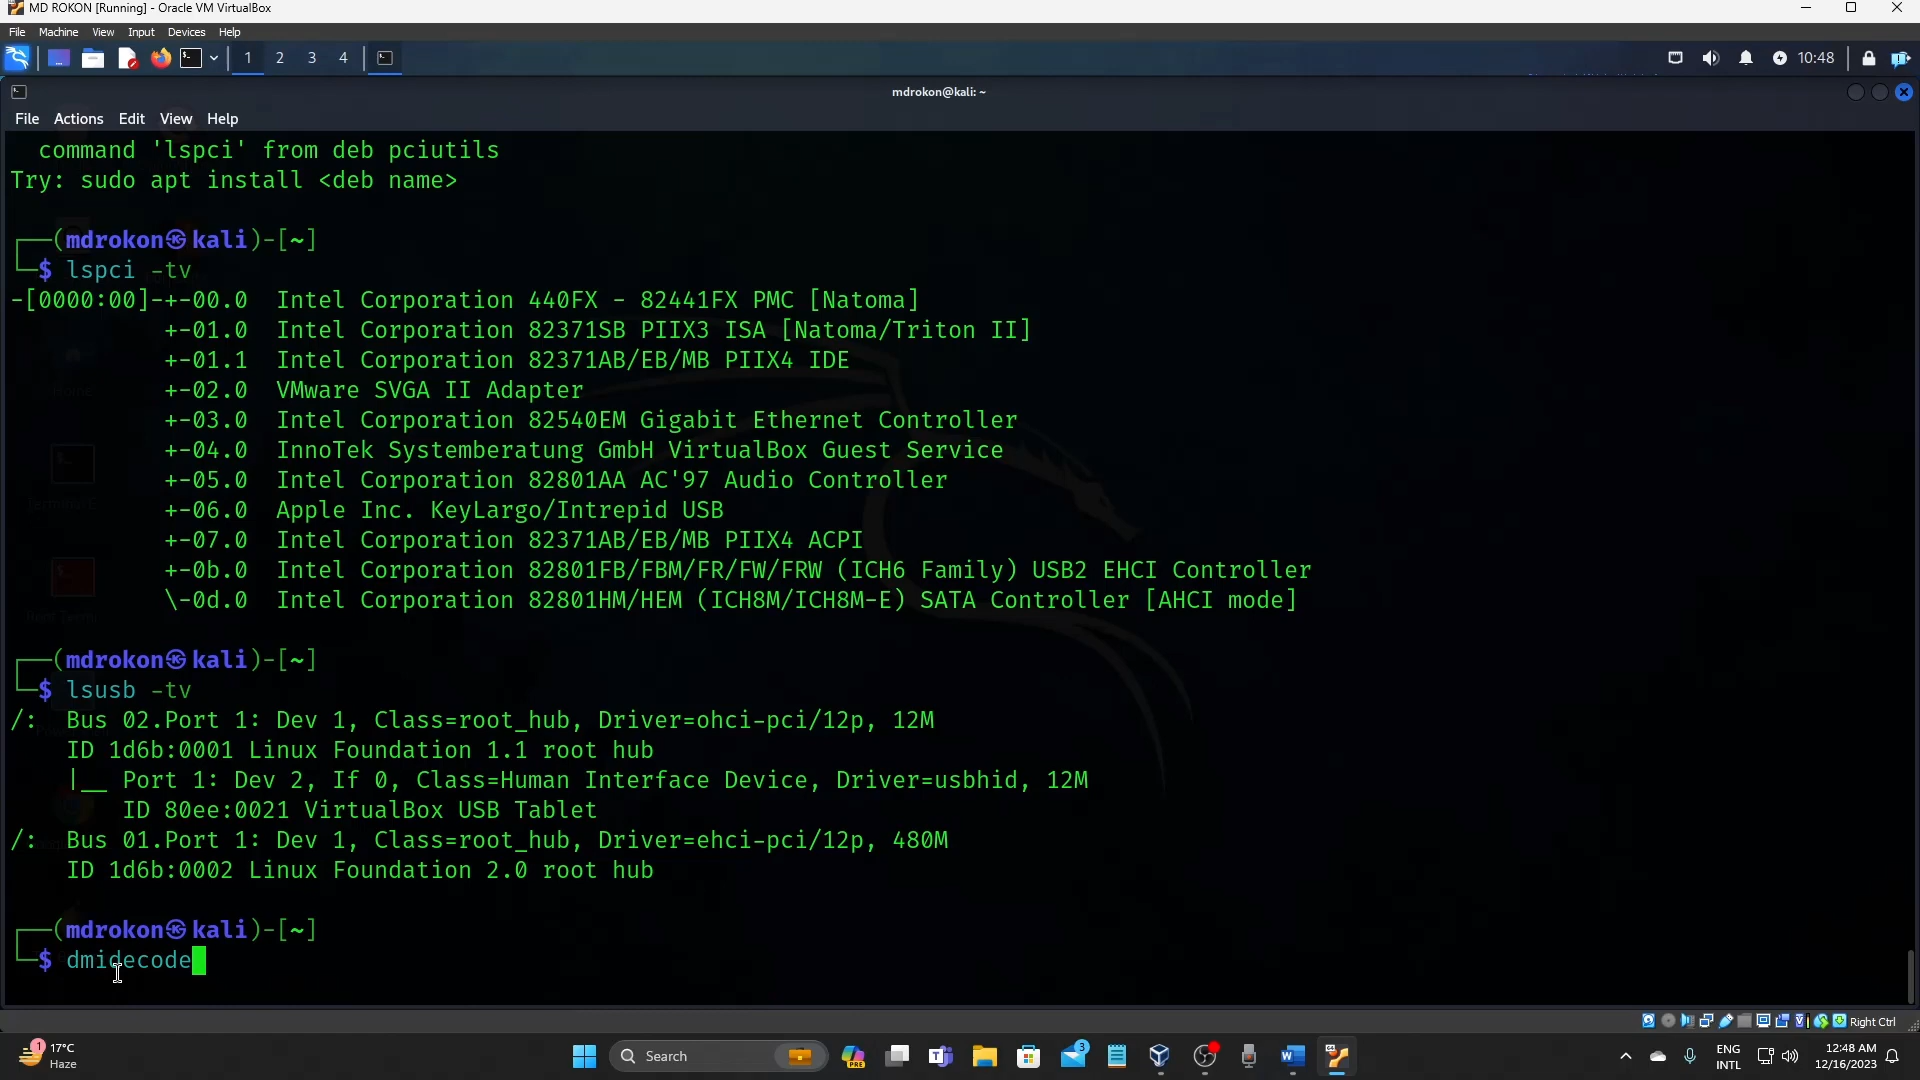 MD ROKON [Running] - Oracle VM VirtualBox
File Machine View Input Devices Help
1 2 3 4 10:48
mdrokon@kali: ~
File Actions Edit View Help
command 'lspci' from deb pciutils
Try: sudo apt install <deb name>
┌──(mdrokon㉿kali)-[~]
└─$ lspci -tv
-[0000:00]-+-00.0  Intel Corporation 440FX - 82441FX PMC [Natoma]
+-01.0  Intel Corporation 82371SB PIIX3 ISA [Natoma/Triton II]
+-01.1  Intel Corporation 82371AB/EB/MB PIIX4 IDE
+-02.0  VMware SVGA II Adapter
+-03.0  Intel Corporation 82540EM Gigabit Ethernet Controller
+-04.0  InnoTek Systemberatung GmbH VirtualBox Guest Service
+-05.0  Intel Corporation 82801AA AC'97 Audio Controller
+-06.0  Apple Inc. KeyLargo/Intrepid USB
+-07.0  Intel Corporation 82371AB/EB/MB PIIX4 ACPI
+-0b.0  Intel Corporation 82801FB/FBM/FR/FW/FRW (ICH6 Family) USB2 EHCI Controller
\-0d.0  Intel Corporation 82801HM/HEM (ICH8M/ICH8M-E) SATA Controller [AHCI mode]
┌──(mdrokon㉿kali)-[~]
└─$ lsusb -tv
/:  Bus 02.Port 1: Dev 1, Class=root_hub, Driver=ohci-pci/12p, 12M
ID 1d6b:0001 Linux Foundation 1.1 root hub
|__ Port 1: Dev 2, If 0, Class=Human Interface Device, Driver=usbhid, 12M
ID 80ee:0021 VirtualBox USB Tablet
/:  Bus 01.Port 1: Dev 1, Class=root_hub, Driver=ehci-pci/12p, 480M
ID 1d6b:0002 Linux Foundation 2.0 root hub
┌──(mdrokon㉿kali)-[~]
└─$ dmidecode
Right Ctrl
1 17°C
Haze
Search
PRE
3
ENG
INTL
12:48 AM
12/16/2023